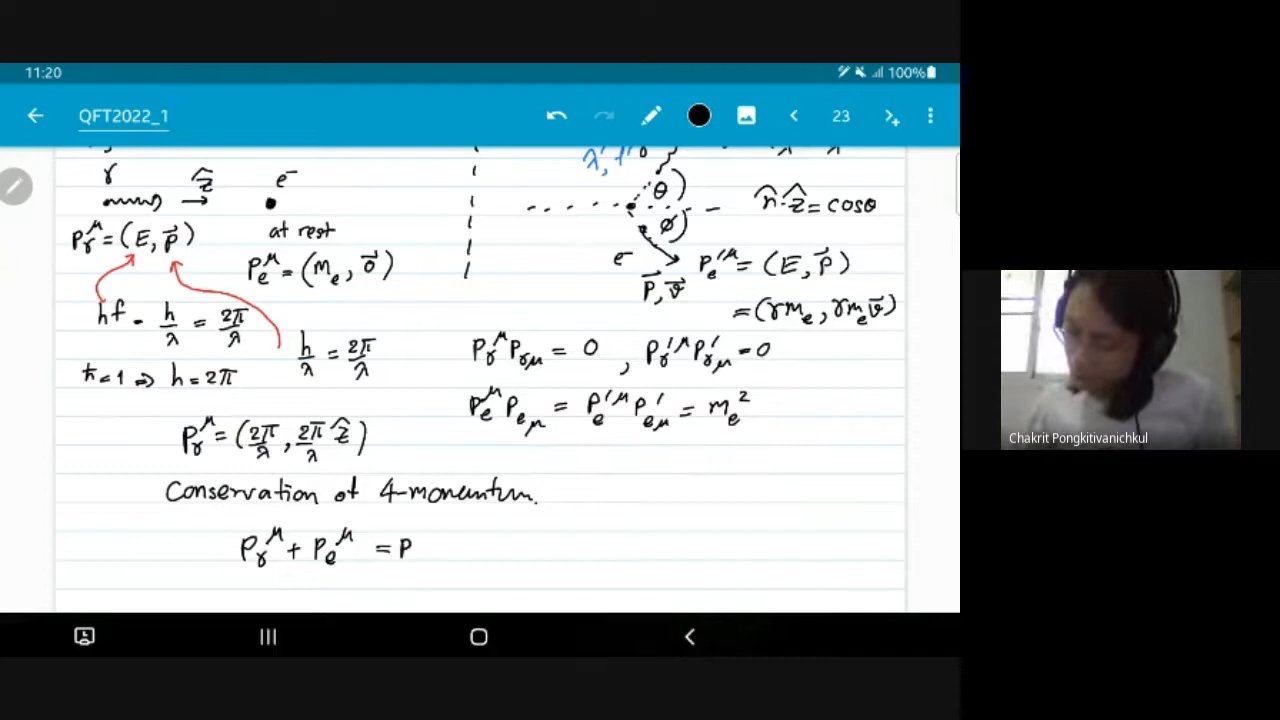 11:20
100%
QFT2022_1
23
γ
ẑ
e⁻
at rest
P_γ^μ = (E, p⃗)
P_e^μ = (m_e, 0⃗)
hf = h/λ = 2π/λ
h/λ = 2π/λ
ħ=1 ⇒ h = 2π
P_γ^μ = (2π/λ, 2π/λ ẑ)
Conservation of 4-momentum.
P_γ^μ + P_e^μ = P
λ', f'
θ
n̂·ẑ = cosθ
φ
e⁻
p⃗, v⃗
P_e'^μ = (E, p⃗)
= (γm_e, γm_e v⃗)
P_γ^μ P_γμ = 0 , P_γ'^μ P_γ'μ = 0
P_e^μ P_eμ = P_e'^μ P_e'μ = m_e²
Chakrit Pongkitivanichkul